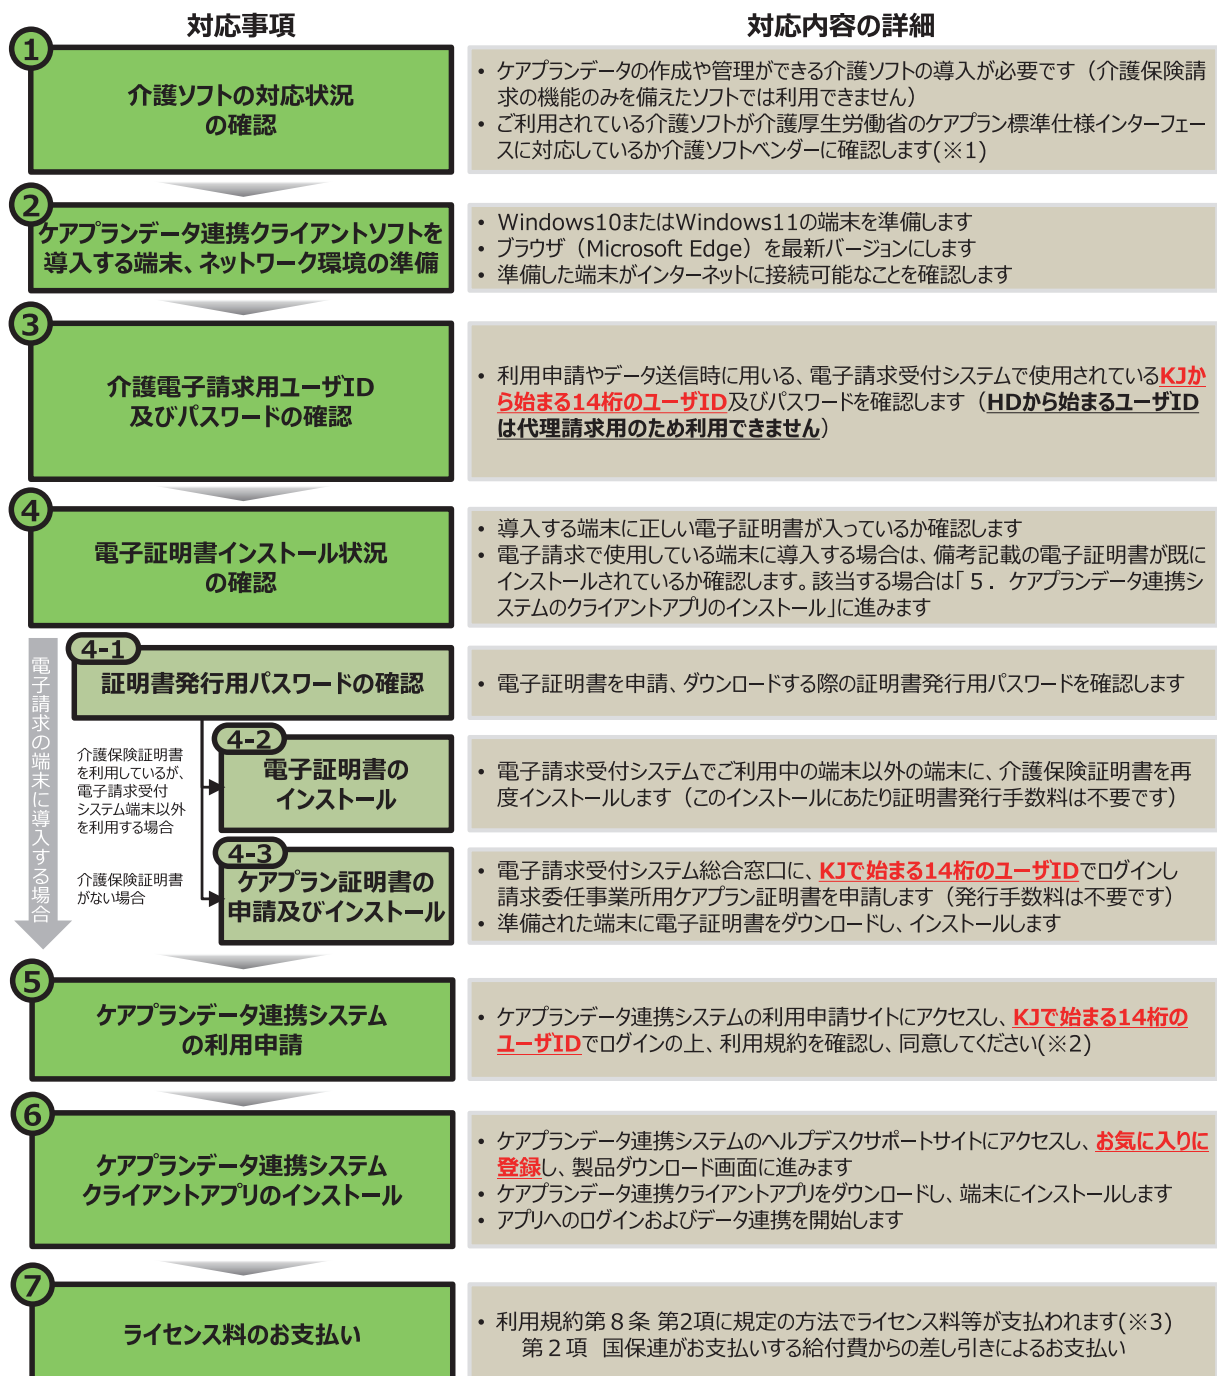 対応事項
対応内容の詳細
1
介護ソフトの対応状況
の確認
• ケアプランデータの作成や管理ができる介護ソフトの導入が必要です（介護保険請
求の機能のみを備えたソフトでは利用できません）
• ご利用されている介護ソフトが介護厚生労働省のケアプラン標準仕様インターフェー
スに対応しているか介護ソフトベンダーに確認します(※1)
2
ケアプランデータ連携クライアントソフトを
導入する端末、ネットワーク環境の準備
• Windows10またはWindows11の端末を準備します
• ブラウザ（Microsoft Edge）を最新バージョンにします
• 準備した端末がインターネットに接続可能なことを確認します
3
介護電子請求用ユーザID
及びパスワードの確認
• 利用申請やデータ送信時に用いる、電子請求受付システムで使用されているKJか
ら始まる14桁のユーザID及びパスワードを確認します（HDから始まるユーザID
は代理請求用のため利用できません）
4
電子証明書インストール状況
の確認
• 導入する端末に正しい電子証明書が入っているか確認します
• 電子請求で使用している端末に導入する場合は、備考記載の電子証明書が既に
インストールされているか確認します。該当する場合は「５．ケアプランデータ連携シ
ステムのクライアントアプリのインストール」に進みます
電子請求の端末に導入する場合
4-1
証明書発行用パスワードの確認
• 電子証明書を申請、ダウンロードする際の証明書発行用パスワードを確認します
介護保険証明書
を利用しているが、
電子請求受付
システム端末以外
を利用する場合
4-2
電子証明書の
インストール
• 電子請求受付システムでご利用中の端末以外の端末に、介護保険証明書を再
度インストールします（このインストールにあたり証明書発行手数料は不要です）
介護保険証明書
がない場合
4-3
ケアプラン証明書の
申請及びインストール
• 電子請求受付システム総合窓口に、KJで始まる14桁のユーザIDでログインし
請求委任事業所用ケアプラン証明書を申請します（発行手数料は不要です）
• 準備された端末に電子証明書をダウンロードし、インストールします
5
ケアプランデータ連携システム
の利用申請
• ケアプランデータ連携システムの利用申請サイトにアクセスし、KJで始まる14桁の
ユーザIDでログインの上、利用規約を確認し、同意してください(※2)
6
ケアプランデータ連携システム
クライアントアプリのインストール
• ケアプランデータ連携システムのヘルプデスクサポートサイトにアクセスし、お気に入りに
登録し、製品ダウンロード画面に進みます
• ケアプランデータ連携クライアントアプリをダウンロードし、端末にインストールします
• アプリへのログインおよびデータ連携を開始します
7
ライセンス料のお支払い
• 利用規約第８条 第2項に規定の方法でライセンス料等が支払われます(※3)
第２項 国保連がお支払いする給付費からの差し引きによるお支払い